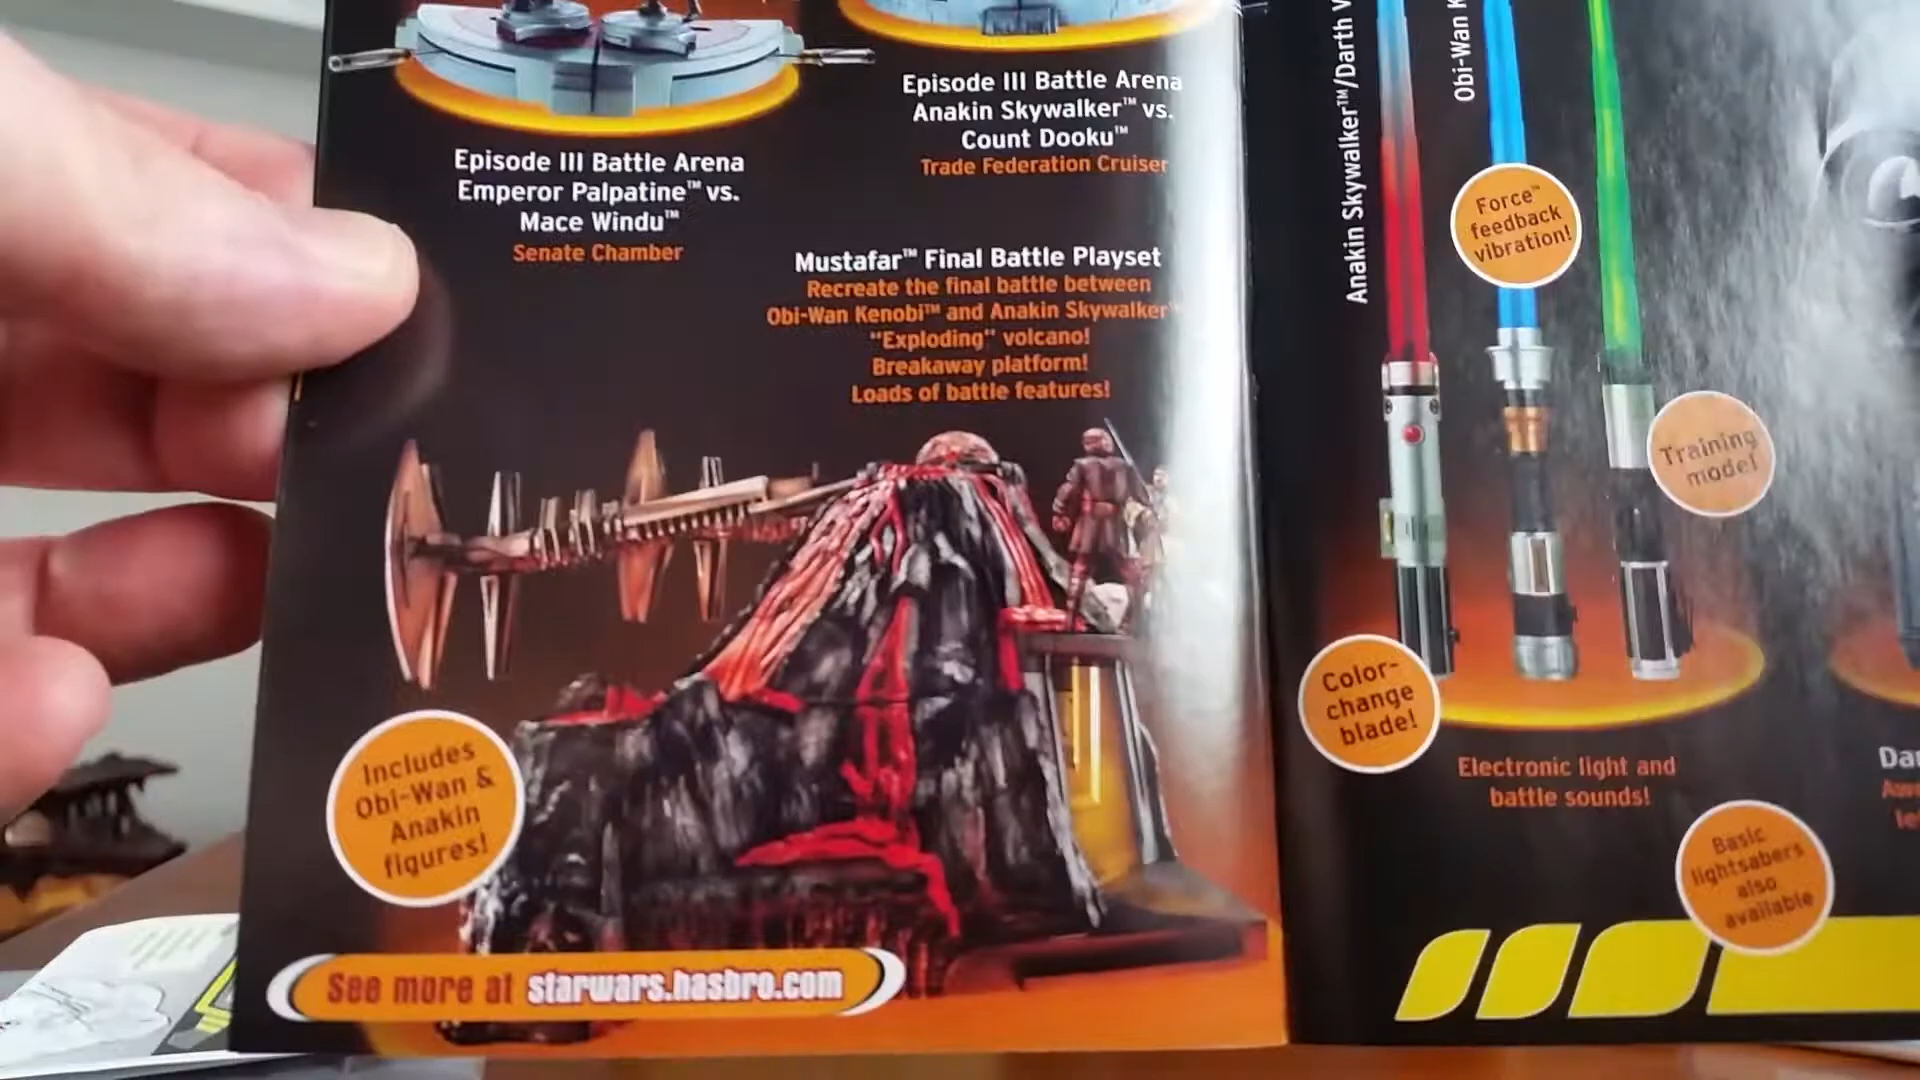 Episode III Battle Arena
Emperor Palpatine™ vs.
Mace Windu™
Senate Chamber
Episode III Battle Arena
Anakin Skywalker™ vs.
Count Dooku™
Trade Federation Cruiser
Mustafar™ Final Battle Playset
Recreate the final battle between
Obi-Wan Kenobi™ and Anakin Skywalker™
"Exploding" volcano!
Breakaway platform!
Loads of battle features!
Includes
Obi-Wan &
Anakin
figures!
See more at starwars.hasbro.com
Anakin Skywalker™/Darth
Obi-Wan
Force™
feedback
vibration!
Training
mode!
Color-
change
blade!
Electronic light and
battle sounds!
Basic
lightsabers
also
available